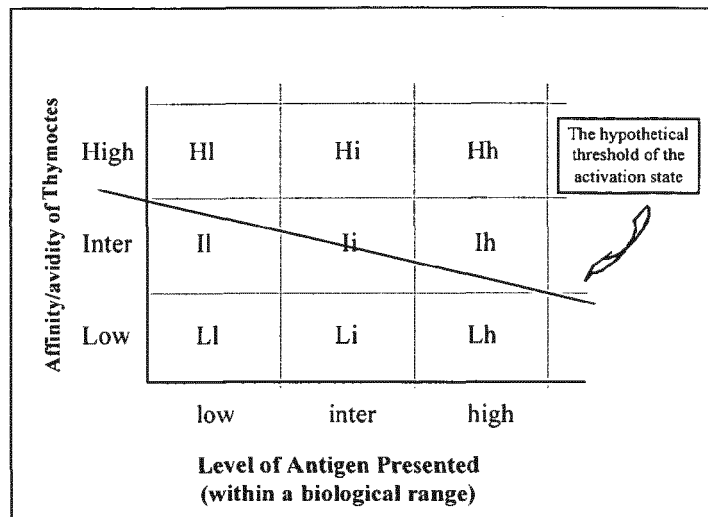 Affinity/avidity of Thymoctes
High
Hl
Hi
Hh
The hypothetical
threshold of the
activation state
Inter
Il
Ii
Ih
Low
Ll
Li
Lh
low
inter
high
Level of Antigen Presented
(within a biological range)